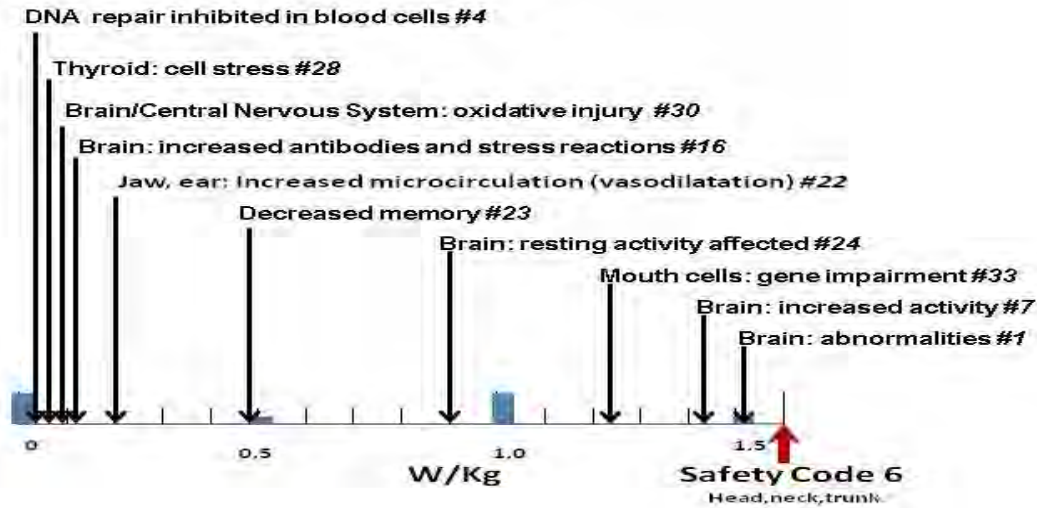 DNA repair inhibited in blood cells #4
Thyroid: cell stress #28
Brain/Central Nervous System: oxidative injury #30
Brain: increased antibodies and stress reactions #16
Jaw, ear: Increased microcirculation (vasodilatation) #22
Decreased memory #23
Brain: resting activity affected #24
Mouth cells: gene impairment #33
Brain: increased activity #7
Brain: abnormalities #1
0 0.5 1.0 1.5
W/Kg
Safety Code 6
Head,neck,trunk